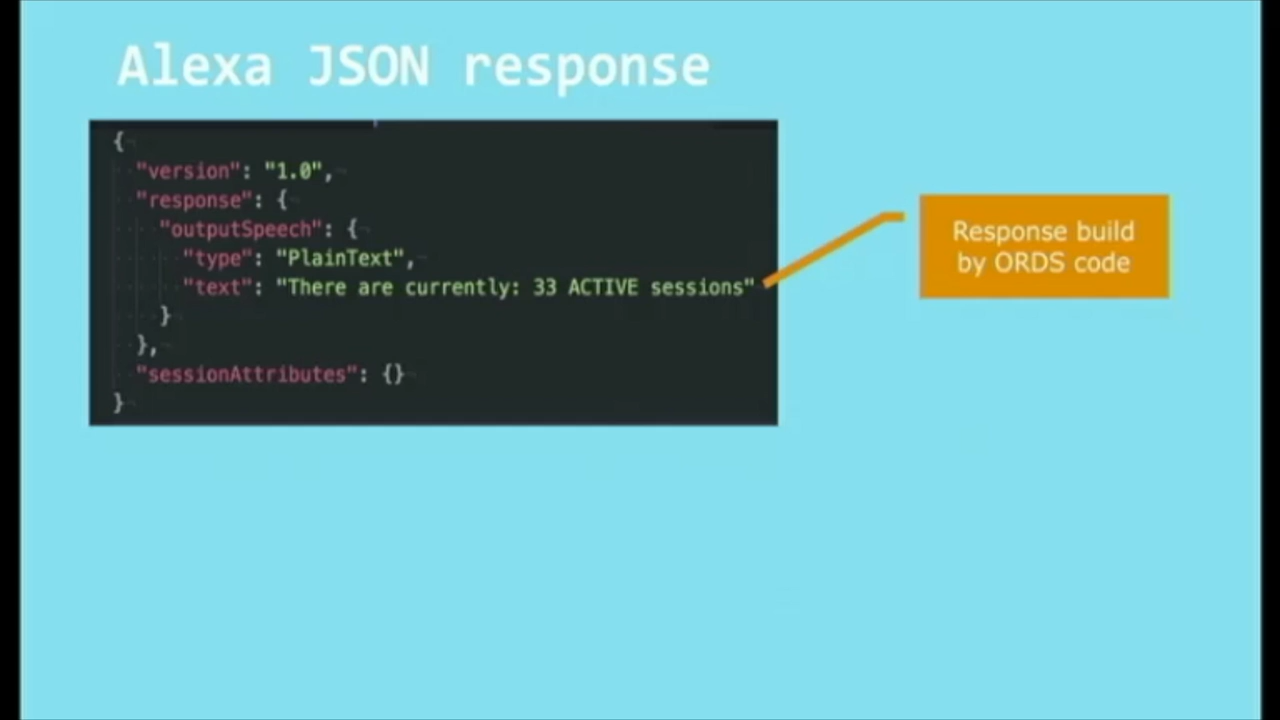 Alexa JSON response
{
"version": "1.0",
"response": {
"outputSpeech": {
"type": "PlainText",
"text": "There are currently: 33 ACTIVE sessions"
}
},
"sessionAttributes": {}
}
Response build
by ORDS code